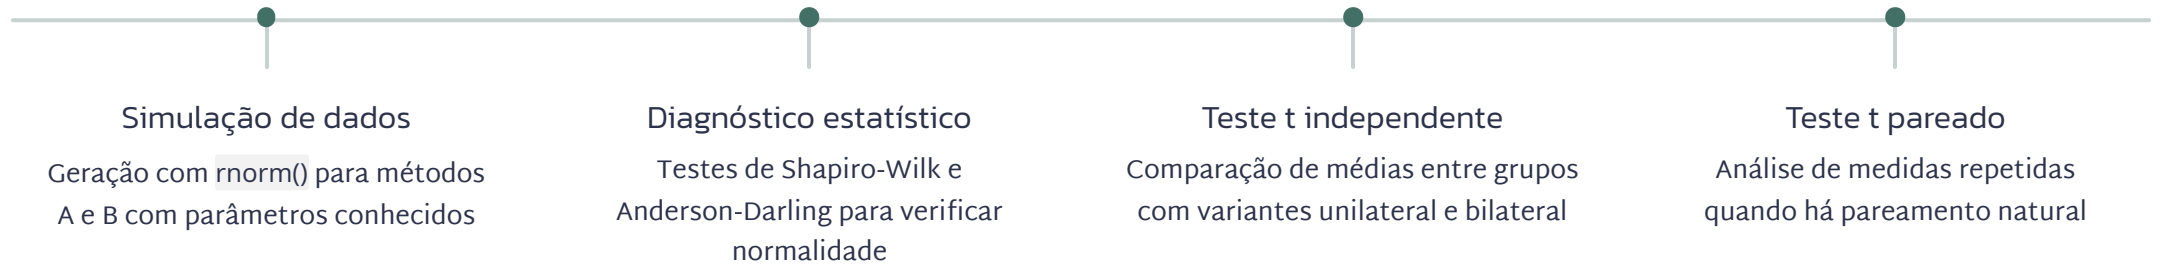 Simulação de dados
Geração com rnorm() para métodos
A e B com parâmetros conhecidos
Diagnóstico estatístico
Testes de Shapiro-Wilk e
Anderson-Darling para verificar
normalidade
Teste t independente
Comparação de médias entre grupos
com variantes unilateral e bilateral
Teste t pareado
Análise de medidas repetidas
quando há pareamento natural